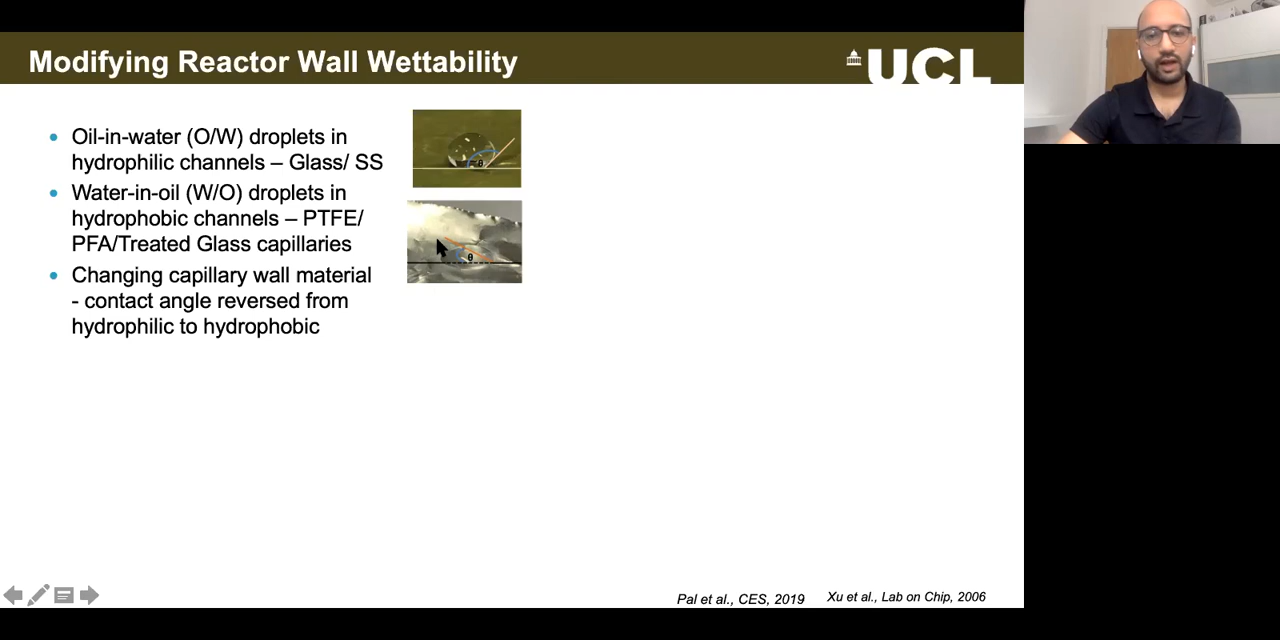 Modifying Reactor Wall Wettability
UCL
• Oil-in-water (O/W) droplets in
hydrophilic channels – Glass/ SS
• Water-in-oil (W/O) droplets in
hydrophobic channels – PTFE/
PFA/Treated Glass capillaries
• Changing capillary wall material
- contact angle reversed from
hydrophilic to hydrophobic
θ
θ
Pal et al., CES, 2019
Xu et al., Lab on Chip, 2006